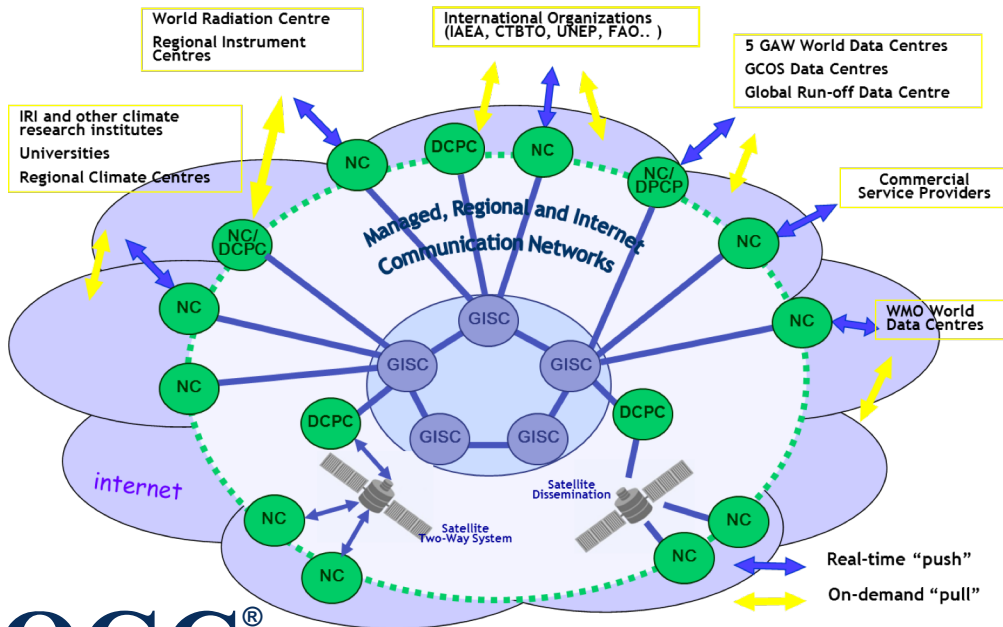 World Radiation Centre
Regional Instrument
Centres
International Organizations
(IAEA, CTBTO, UNEP, FAO.. )
5 GAW World Data Centres
GCOS Data Centres
Global Run-off Data Centre
IRI and other climate
research institutes
Universities
Regional Climate Centres
Commercial
Service Providers
WMO World
Data Centres
NC
DCPC
NC
NC/
DPCP
NC/
DCPC
NC
NC
NC
NC
Managed, Regional and Internet
Communication Networks
GISC
GISC
GISC
GISC
GISC
DCPC
DCPC
internet
Satellite
Two-Way System
Satellite
Dissemination
NC
NC
NC
NC
Real-time “push”
On-demand “pull”
OGC®